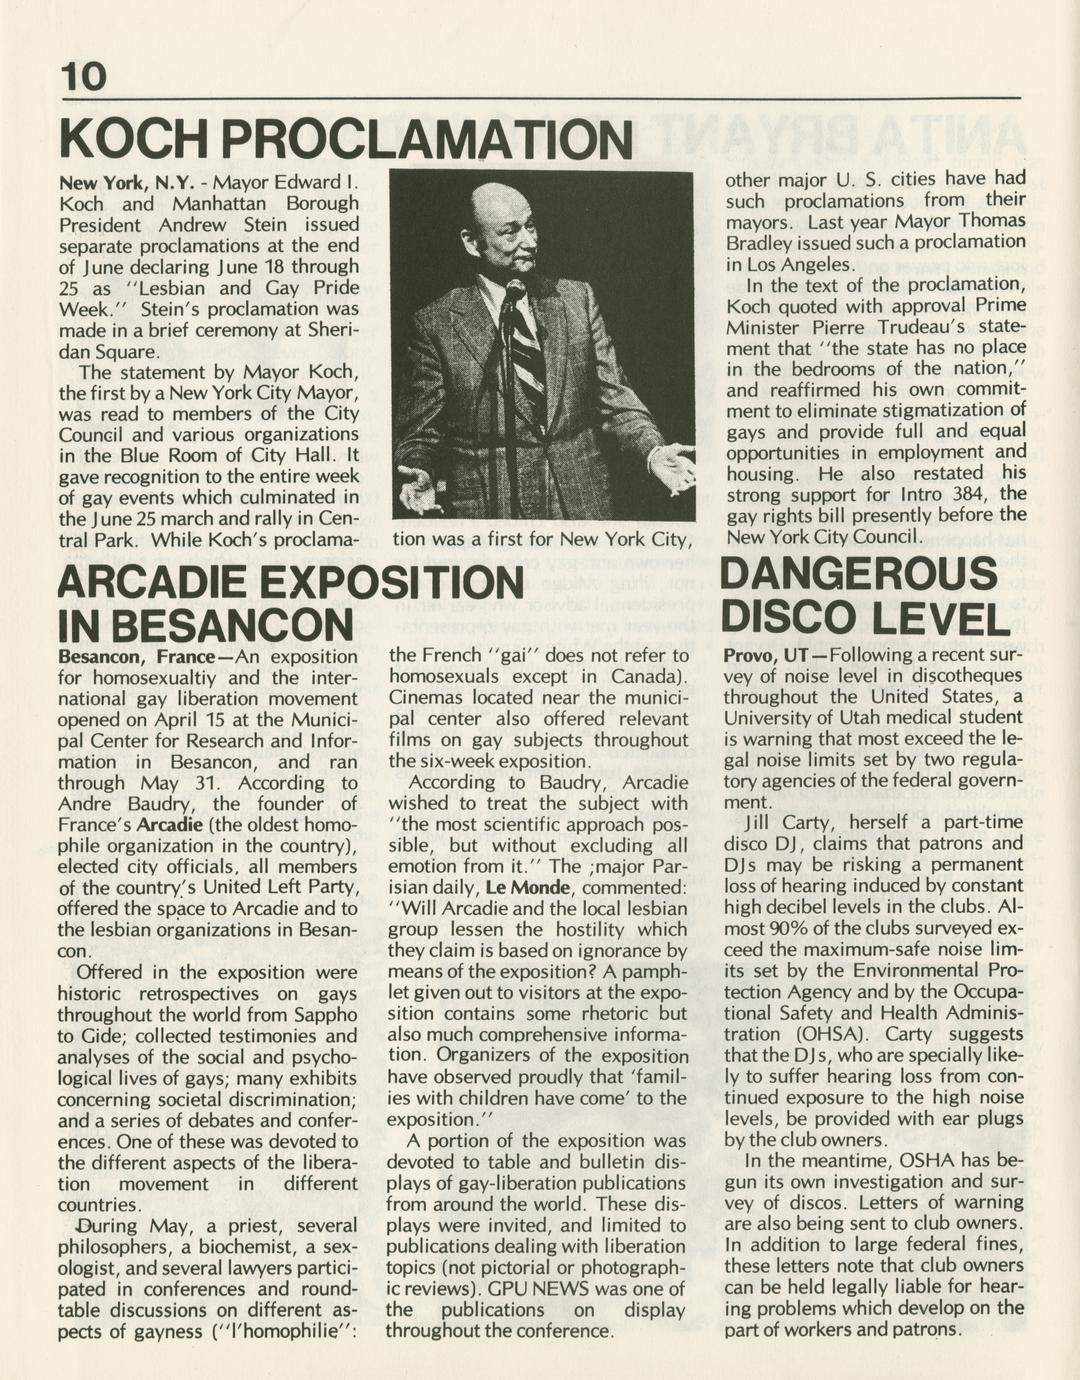 10
KOCH PROCLAMATION
New York, N.Y. - Mayor Edward I.
Koch and Manhattan Borough
President Andrew Stein issued
separate proclamations at the end
of June declaring June 18 through
25 as "Lesbian and Gay Pride
Week." Stein's proclamation was
made in a brief ceremony at Sheri-
dan Square.
The statement by Mayor Koch,
the first by a New York City Mayor,
was read to members of the City
Council and various organizations
in the Blue Room of City Hall. It
gave recognition to the entire week
of gay events which culminated in
the June 25 march and rally in Cen-
tral Park. While Koch's proclama-
tion was a first for New York City,
other major U. S. cities have had
such proclamations from their
mayors. Last year Mayor Thomas
Bradley issued such a proclamation
in Los Angeles.
In the text of the proclamation,
Koch quoted with approval Prime
Minister Pierre Trudeau's state-
ment that "the state has no place
in the bedrooms of the nation,"
and reaffirmed his own commit-
ment to eliminate stigmatization of
gays and provide full and equal
opportunities in employment and
housing. He also restated his
strong support for Intro 384, the
gay rights bill presently before the
New York City Council.
ARCADIE EXPOSITION
IN BESANCON
Besancon, France—An exposition
for homosexualtiy and the inter-
national gay liberation movement
opened on April 15 at the Munici-
pal Center for Research and Infor-
mation in Besancon, and ran
through May 31. According to
Andre Baudry, the founder of
France's Arcadie (the oldest homo-
phile organization in the country),
elected city officials, all members
of the country's United Left Party,
offered the space to Arcadie and to
the lesbian organizations in Besan-
con.
Offered in the exposition were
historic retrospectives on gays
throughout the world from Sappho
to Gide; collected testimonies and
analyses of the social and psycho-
logical lives of gays; many exhibits
concerning societal discrimination;
and a series of debates and confer-
ences. One of these was devoted to
the different aspects of the libera-
tion movement in different
countries.
During May, a priest, several
philosophers, a biochemist, a sex-
ologist, and several lawyers partici-
pated in conferences and round-
table discussions on different as-
pects of gayness ("l'homophilie":
the French "gai" does not refer to
homosexuals except in Canada).
Cinemas located near the munici-
pal center also offered relevant
films on gay subjects throughout
the six-week exposition.
According to Baudry, Arcadie
wished to treat the subject with
"the most scientific approach pos-
sible, but without excluding all
emotion from it." The ;major Par-
isian daily, Le Monde, commented:
"Will Arcadie and the local lesbian
group lessen the hostility which
they claim is based on ignorance by
means of the exposition? A pamph-
let given out to visitors at the expo-
sition contains some rhetoric but
also much comprehensive informa-
tion. Organizers of the exposition
have observed proudly that 'famil-
ies with children have come' to the
exposition."
A portion of the exposition was
devoted to table and bulletin dis-
plays of gay-liberation publications
from around the world. These dis-
plays were invited, and limited to
publications dealing with liberation
topics (not pictorial or photograph-
ic reviews). GPU NEWS was one of
the publications on display
throughout the conference.
DANGEROUS
DISCO LEVEL
Provo, UT—Following a recent sur-
vey of noise level in discotheques
throughout the United States, a
University of Utah medical student
is warning that most exceed the le-
gal noise limits set by two regula-
tory agencies of the federal govern-
ment.
Jill Carty, herself a part-time
disco DJ, claims that patrons and
DJs may be risking a permanent
loss of hearing induced by constant
high decibel levels in the clubs. Al-
most 90% of the clubs surveyed ex-
ceed the maximum-safe noise lim-
its set by the Environmental Pro-
tection Agency and by the Occupa-
tional Safety and Health Adminis-
tration (OHSA). Carty suggests
that the DJs, who are specially like-
ly to suffer hearing loss from con-
tinued exposure to the high noise
levels, be provided with ear plugs
by the club owners.
In the meantime, OSHA has be-
gun its own investigation and sur-
vey of discos. Letters of warning
are also being sent to club owners.
In addition to large federal fines,
these letters note that club owners
can be held legally liable for hear-
ing problems which develop on the
part of workers and patrons.